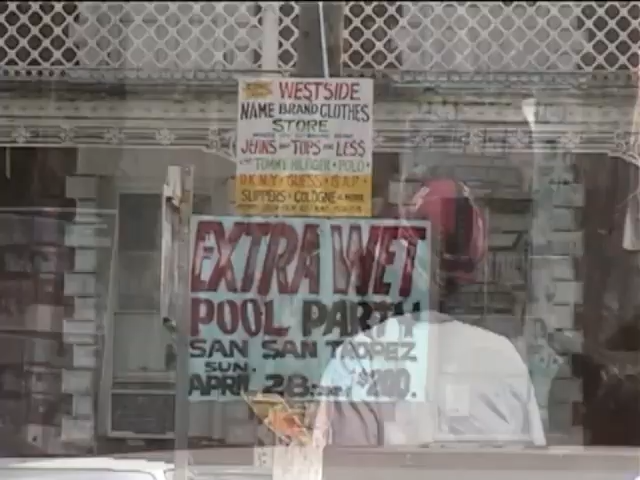 WESTSIDE
NAME BRAND CLOTHES
STORE
JEANS TOPS LESS
TOMMY HILFIGER • POLO •
D.K.N.Y • GUESS • GAP •
SLIPPERS • COLOGNE
EXTRA WET
POOL PARTY
SAN SAN TROPEZ
SUN.
APRIL 28 $200.